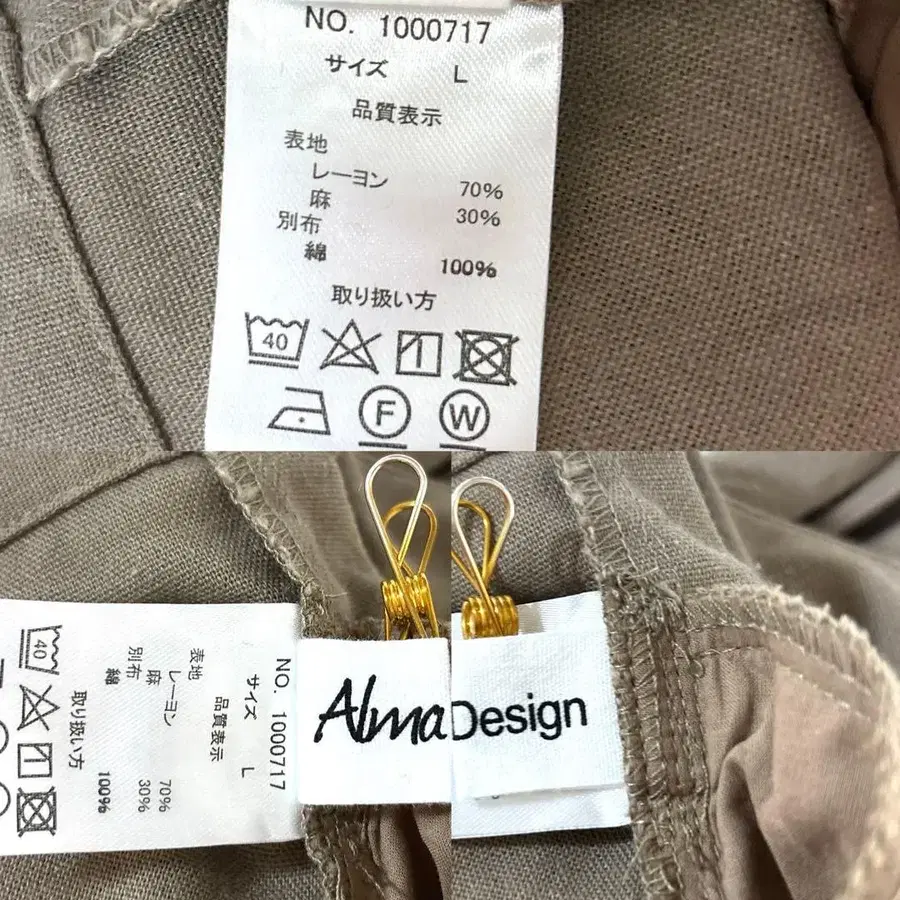 NO. 1000717
サイズ L
品質表示
表地
レーヨン 70%
麻 30%
別布
綿 100%
取り扱い方
40
F W
NO. 1000717
サイズ L
品質表示
表地
レーヨン 70%
麻 30%
別布
綿 100%
取り扱い方
40
Alma
Design